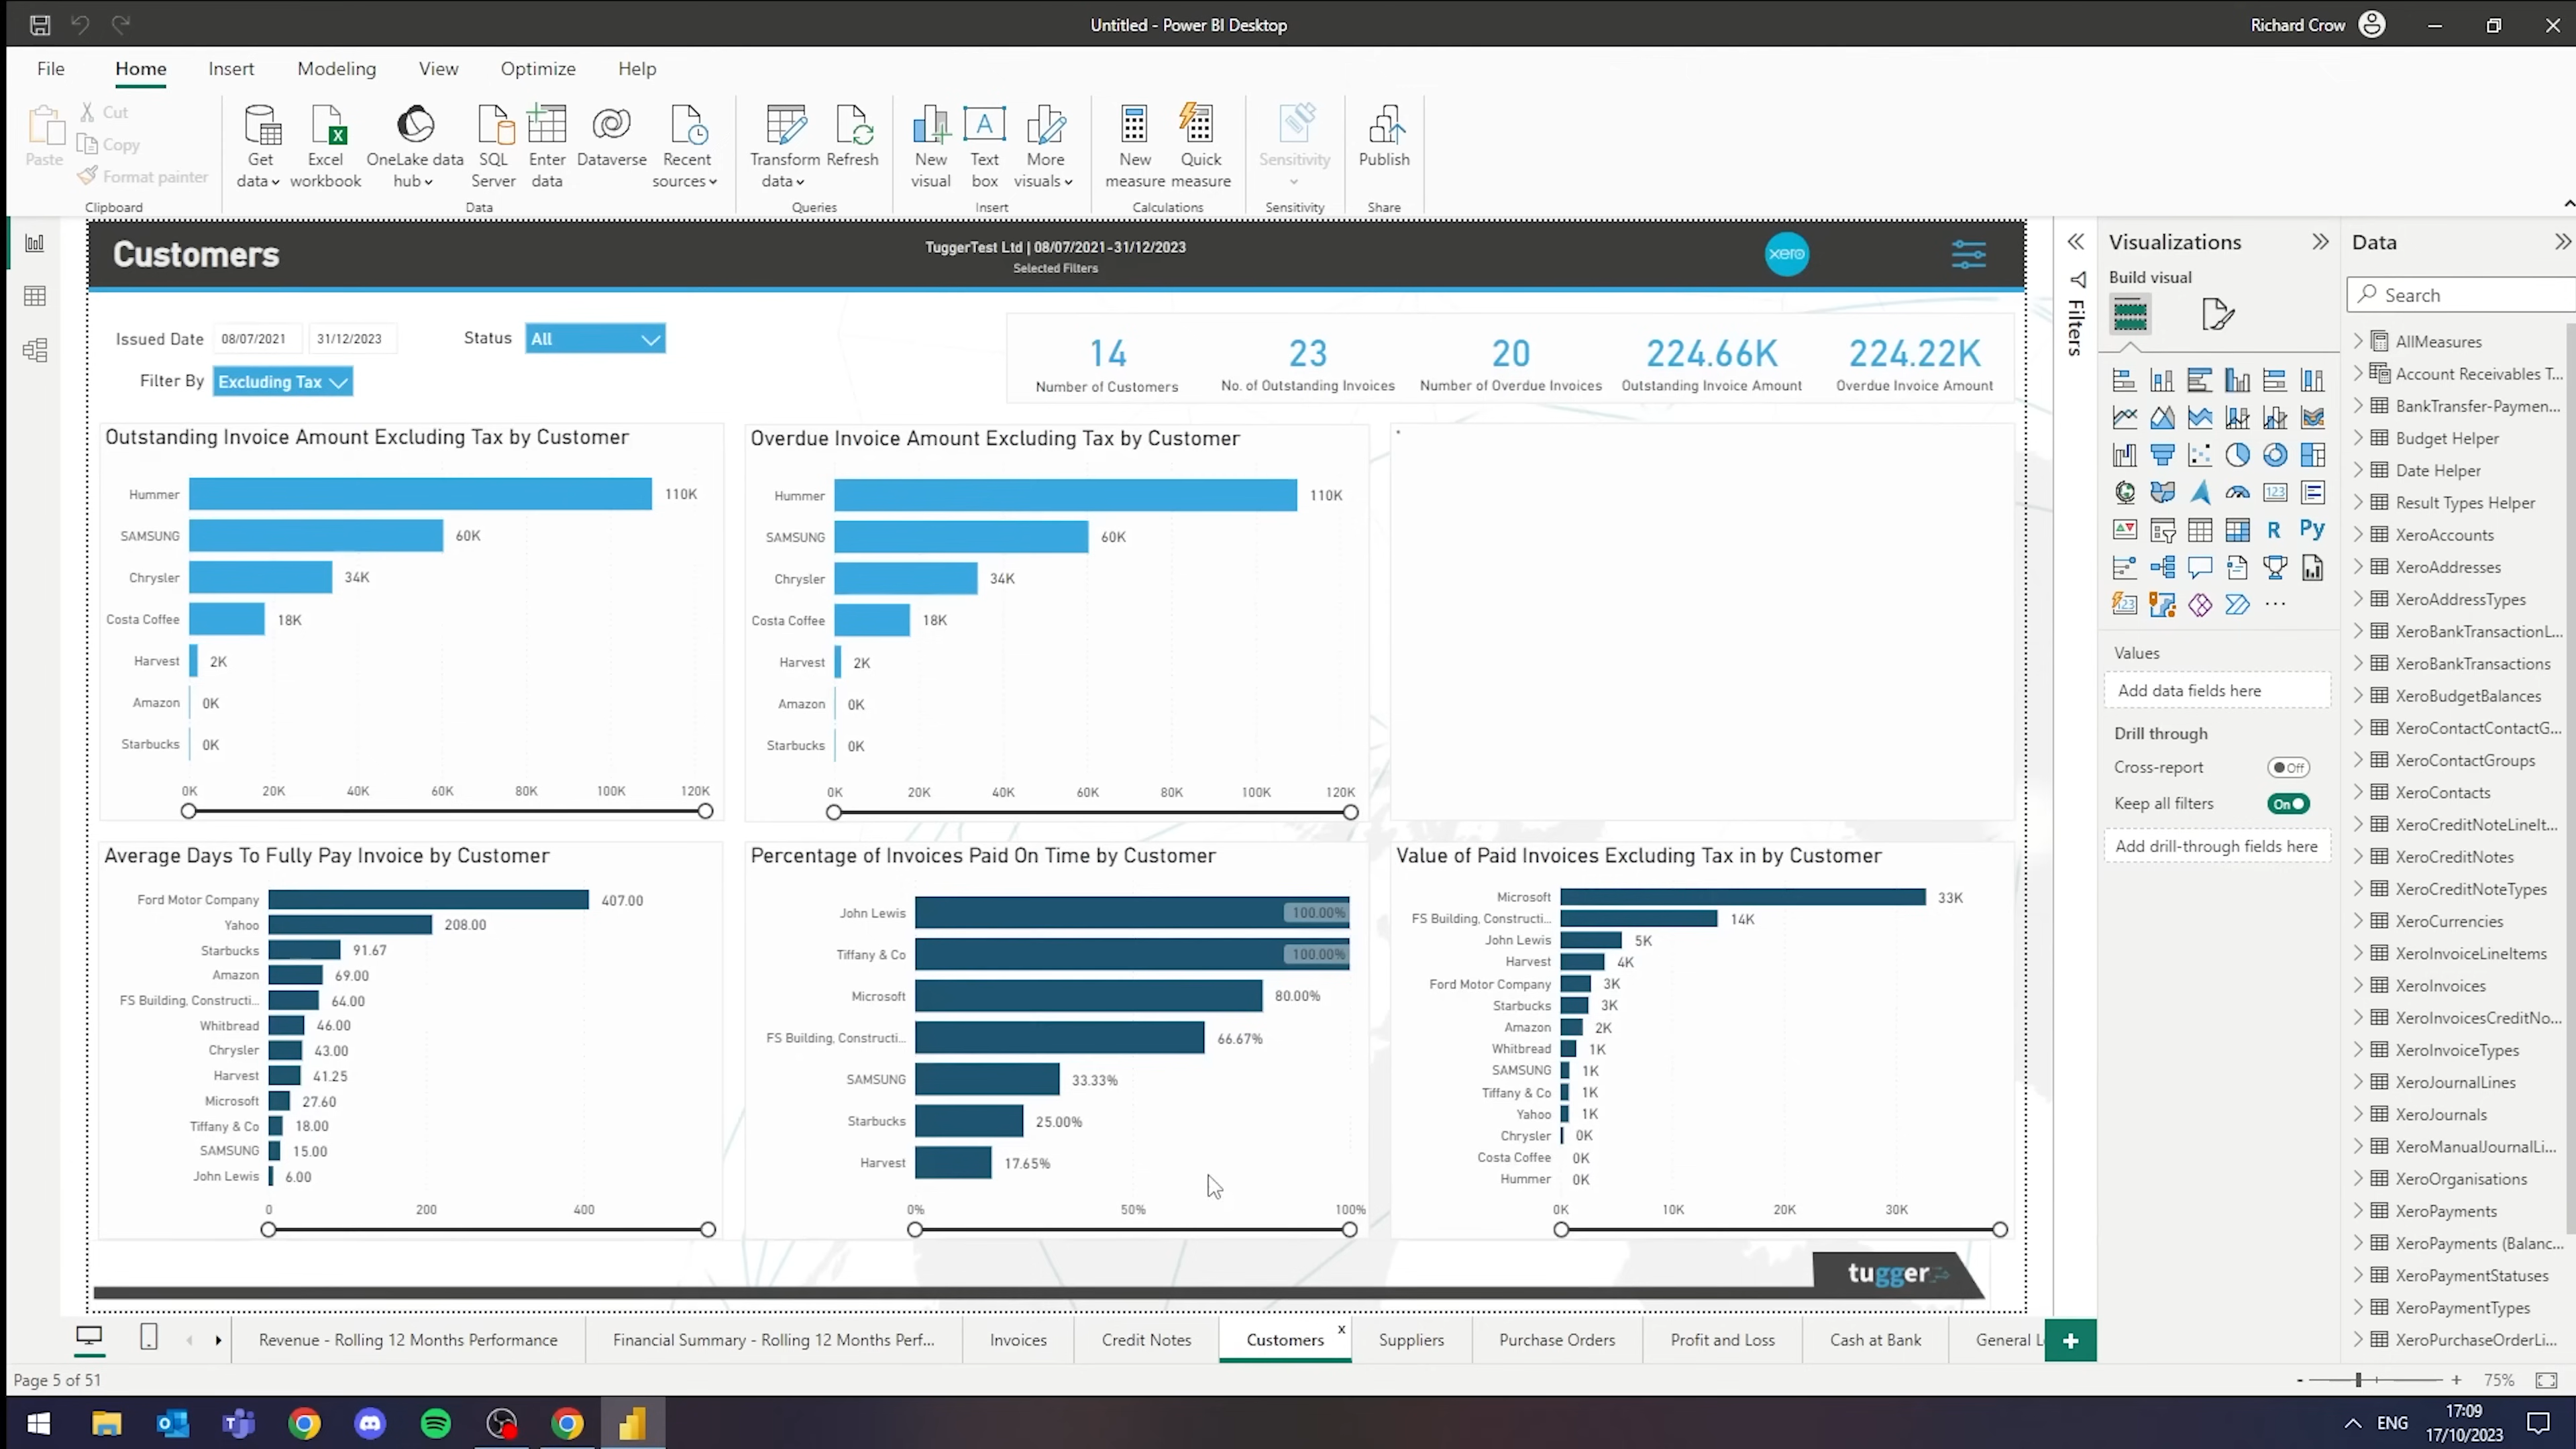 Untitled - Power BI Desktop
Richard Crow
File Home Insert Modeling View Optimize Help
Paste
Cut
Copy
Format painter
Clipboard
Get data
Excel workbook
OneLake data hub
SQL Server
Enter data
Dataverse
Recent sources
Data
Transform data
Refresh
Queries
New visual
Text box
More visuals
Insert
New measure
Quick measure
Calculations
Sensitivity
Sensitivity
Publish
Share
Customers
TuggerTest Ltd | 08/07/2021-31/12/2023
Selected Filters
xero
Issued Date 08/07/2021 31/12/2023
Status All
Filter By Excluding Tax
14
Number of Customers
23
No. of Outstanding Invoices
20
Number of Overdue Invoices
224.66K
Outstanding Invoice Amount
224.22K
Overdue Invoice Amount
Outstanding Invoice Amount Excluding Tax by Customer
Hummer 110K
SAMSUNG 60K
Chrysler 34K
Costa Coffee 18K
Harvest 2K
Amazon 0K
Starbucks 0K
0K 20K 40K 60K 80K 100K 120K
Overdue Invoice Amount Excluding Tax by Customer
Hummer 110K
SAMSUNG 60K
Chrysler 34K
Costa Coffee 18K
Harvest 2K
Amazon 0K
Starbucks 0K
0K 20K 40K 60K 80K 100K 120K
Average Days To Fully Pay Invoice by Customer
Ford Motor Company 407.00
Yahoo 208.00
Starbucks 91.67
Amazon 69.00
FS Building, Constructi... 64.00
Whitbread 46.00
Chrysler 43.00
Harvest 41.25
Microsoft 27.60
Tiffany & Co 18.00
SAMSUNG 15.00
John Lewis 6.00
0 200 400
Percentage of Invoices Paid On Time by Customer
John Lewis 100.00%
Tiffany & Co 100.00%
Microsoft 80.00%
FS Building, Constructi... 66.67%
SAMSUNG 33.33%
Starbucks 25.00%
Harvest 17.65%
0% 50% 100%
Value of Paid Invoices Excluding Tax in by Customer
Microsoft 33K
FS Building, Constructi... 14K
John Lewis 5K
Harvest 4K
Ford Motor Company 3K
Starbucks 3K
Amazon 2K
Whitbread 1K
SAMSUNG 1K
Tiffany & Co 1K
Yahoo 1K
Chrysler 0K
Costa Coffee 0K
Hummer 0K
0K 10K 20K 30K
tugger
Filters
Visualizations
Build visual
123
R
Py
123
Values
Add data fields here
Drill through
Cross-report Off
Keep all filters On
Add drill-through fields here
Data
Search
AllMeasures
Account Receivables T...
BankTransfer-Paymen...
Budget Helper
Date Helper
Result Types Helper
XeroAccounts
XeroAddresses
XeroAddressTypes
XeroBankTransactionL...
XeroBankTransactions
XeroBudgetBalances
XeroContactContactG...
XeroContactGroups
XeroContacts
XeroCreditNoteLineIt...
XeroCreditNotes
XeroCreditNoteTypes
XeroCurrencies
XeroInvoiceLineItems
XeroInvoices
XeroInvoicesCreditNo...
XeroInvoiceTypes
XeroJournalLines
XeroJournals
XeroManualJournalLi...
XeroOrganisations
XeroPayments
XeroPayments (Balanc...
XeroPaymentStatuses
XeroPaymentTypes
XeroPurchaseOrderLi...
Revenue - Rolling 12 Months Performance
Financial Summary - Rolling 12 Months Perf...
Invoices
Credit Notes
Customers x
Suppliers
Purchase Orders
Profit and Loss
Cash at Bank
General L
+
Page 5 of 51
- + 75%
ENG
17:09
17/10/2023